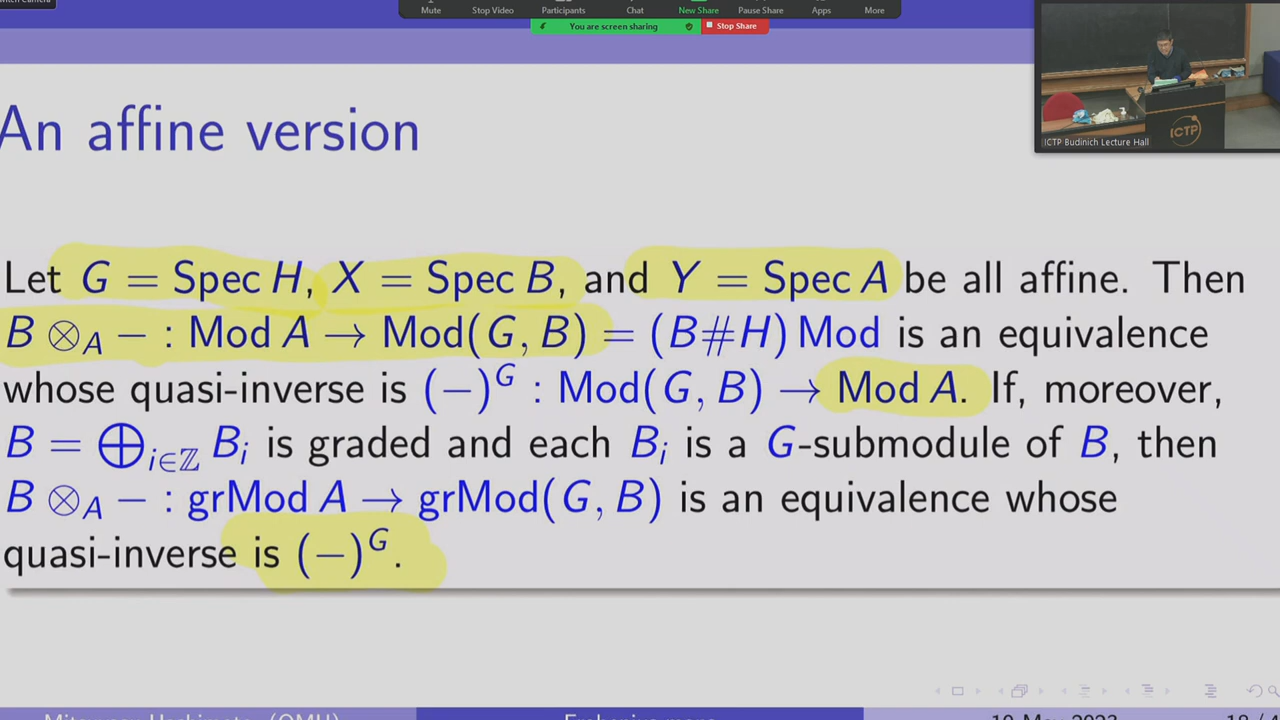 Mute Stop Video Participants Chat New Share Pause Share Apps More
You are screen sharing Stop Share
An affine version
ICTP
ICTP Budinich Lecture Hall
Let G = Spec H, X = Spec B, and Y = Spec A be all affine. Then
B ⊗_A − : Mod A → Mod(G, B) = (B#H) Mod is an equivalence
whose quasi-inverse is (−)^G : Mod(G, B) → Mod A. If, moreover,
B = ⊕_{i∈ℤ} B_i is graded and each B_i is a G-submodule of B, then
B ⊗_A − : grMod A → grMod(G, B) is an equivalence whose
quasi-inverse is (−)^G.